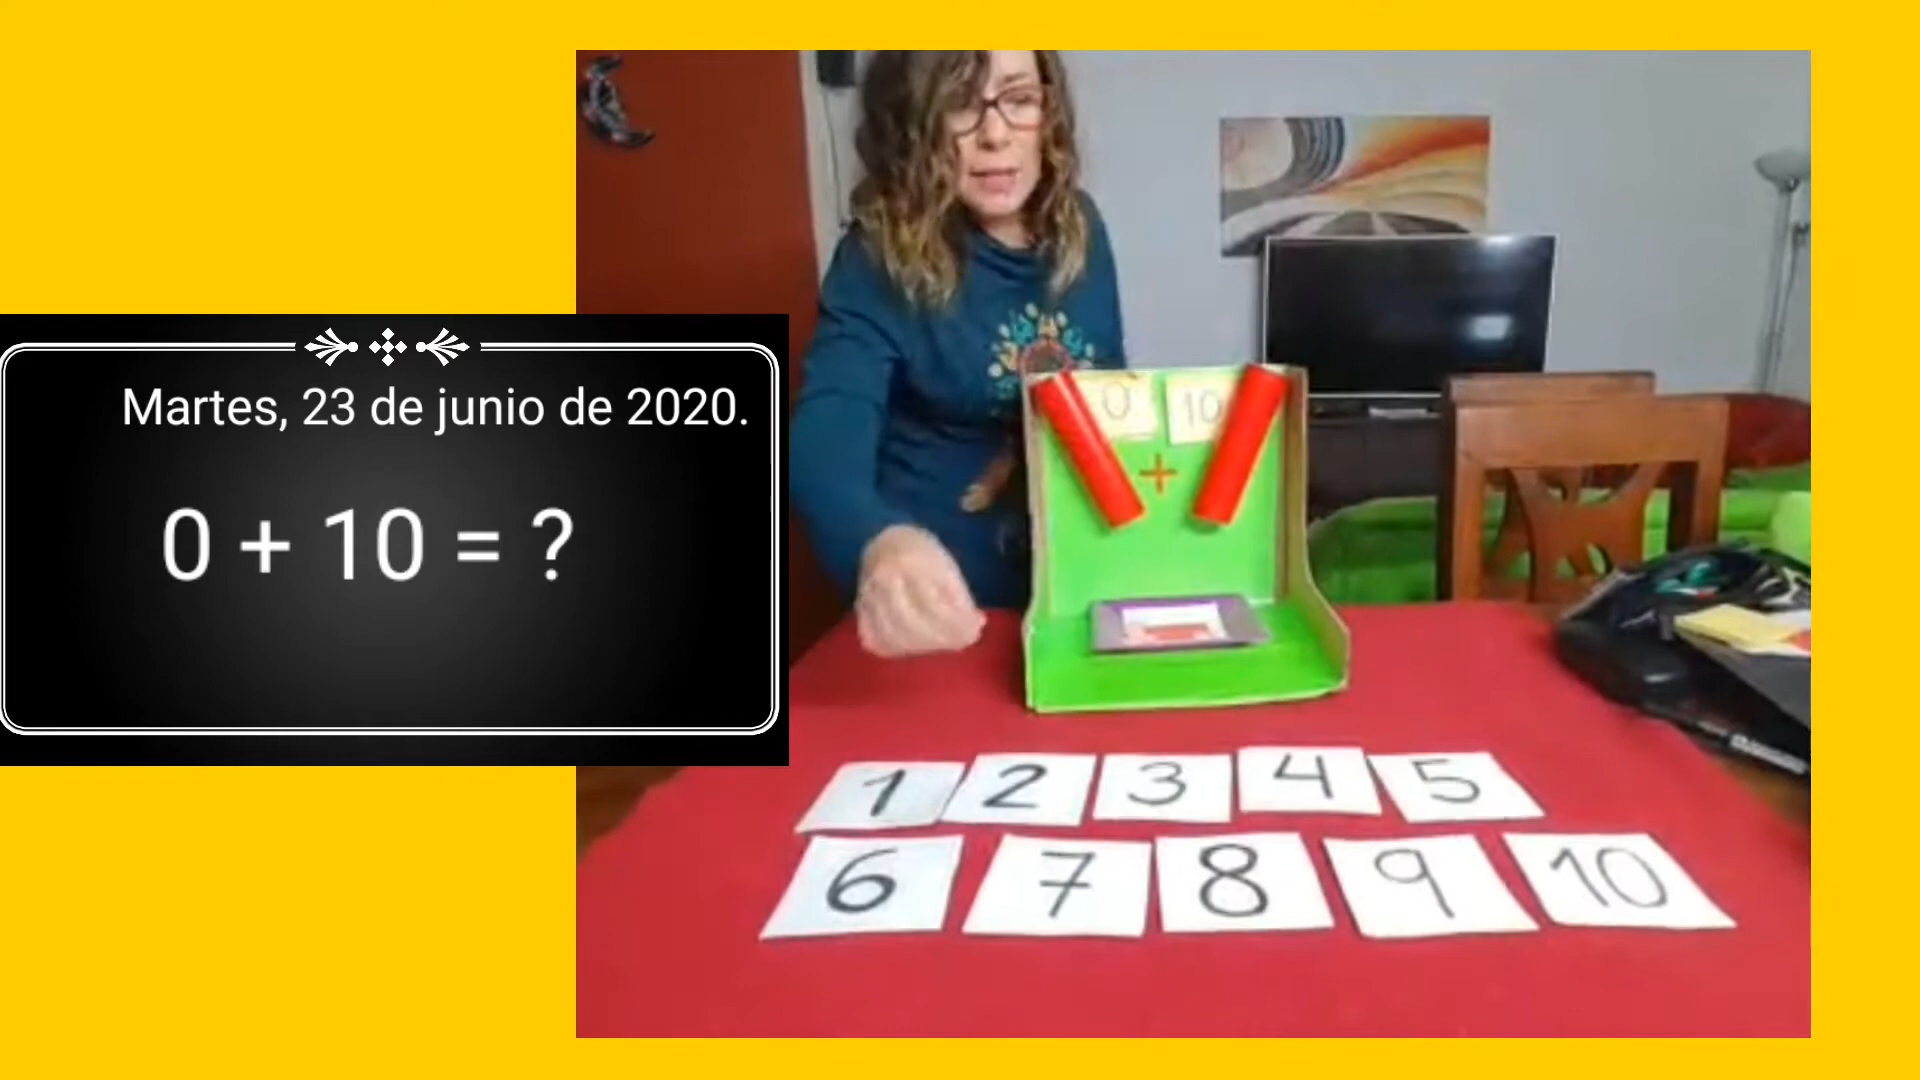 Martes, 23 de junio de 2020.
0 + 10 = ?
0 10
+
1 2 3 4 5
6 7 8 9 10